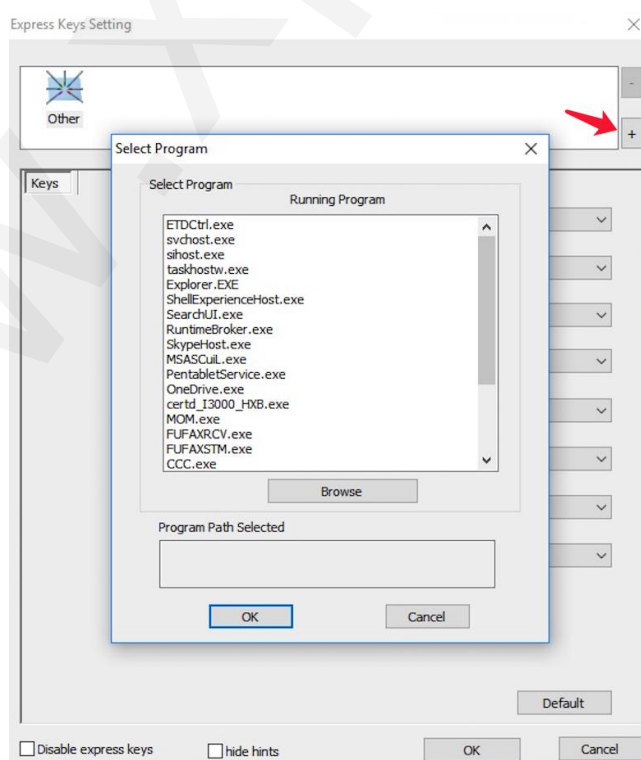 Express Keys Setting
-
Other
+
Select Program
Keys
Select Program
Running Program
ETDCtrl.exe
svchost.exe
sihost.exe
taskhostw.exe
Explorer.EXE
ShellExperienceHost.exe
SearchUI.exe
RuntimeBroker.exe
SkypeHost.exe
MSASCuiL.exe
PentabletService.exe
OneDrive.exe
certd_I3000_HXB.exe
MOM.exe
FUFAXRCV.exe
FUFAXSTM.exe
CCC.exe
Browse
Program Path Selected
OK
Cancel
Default
Disable express keys
hide hints
OK
Cancel